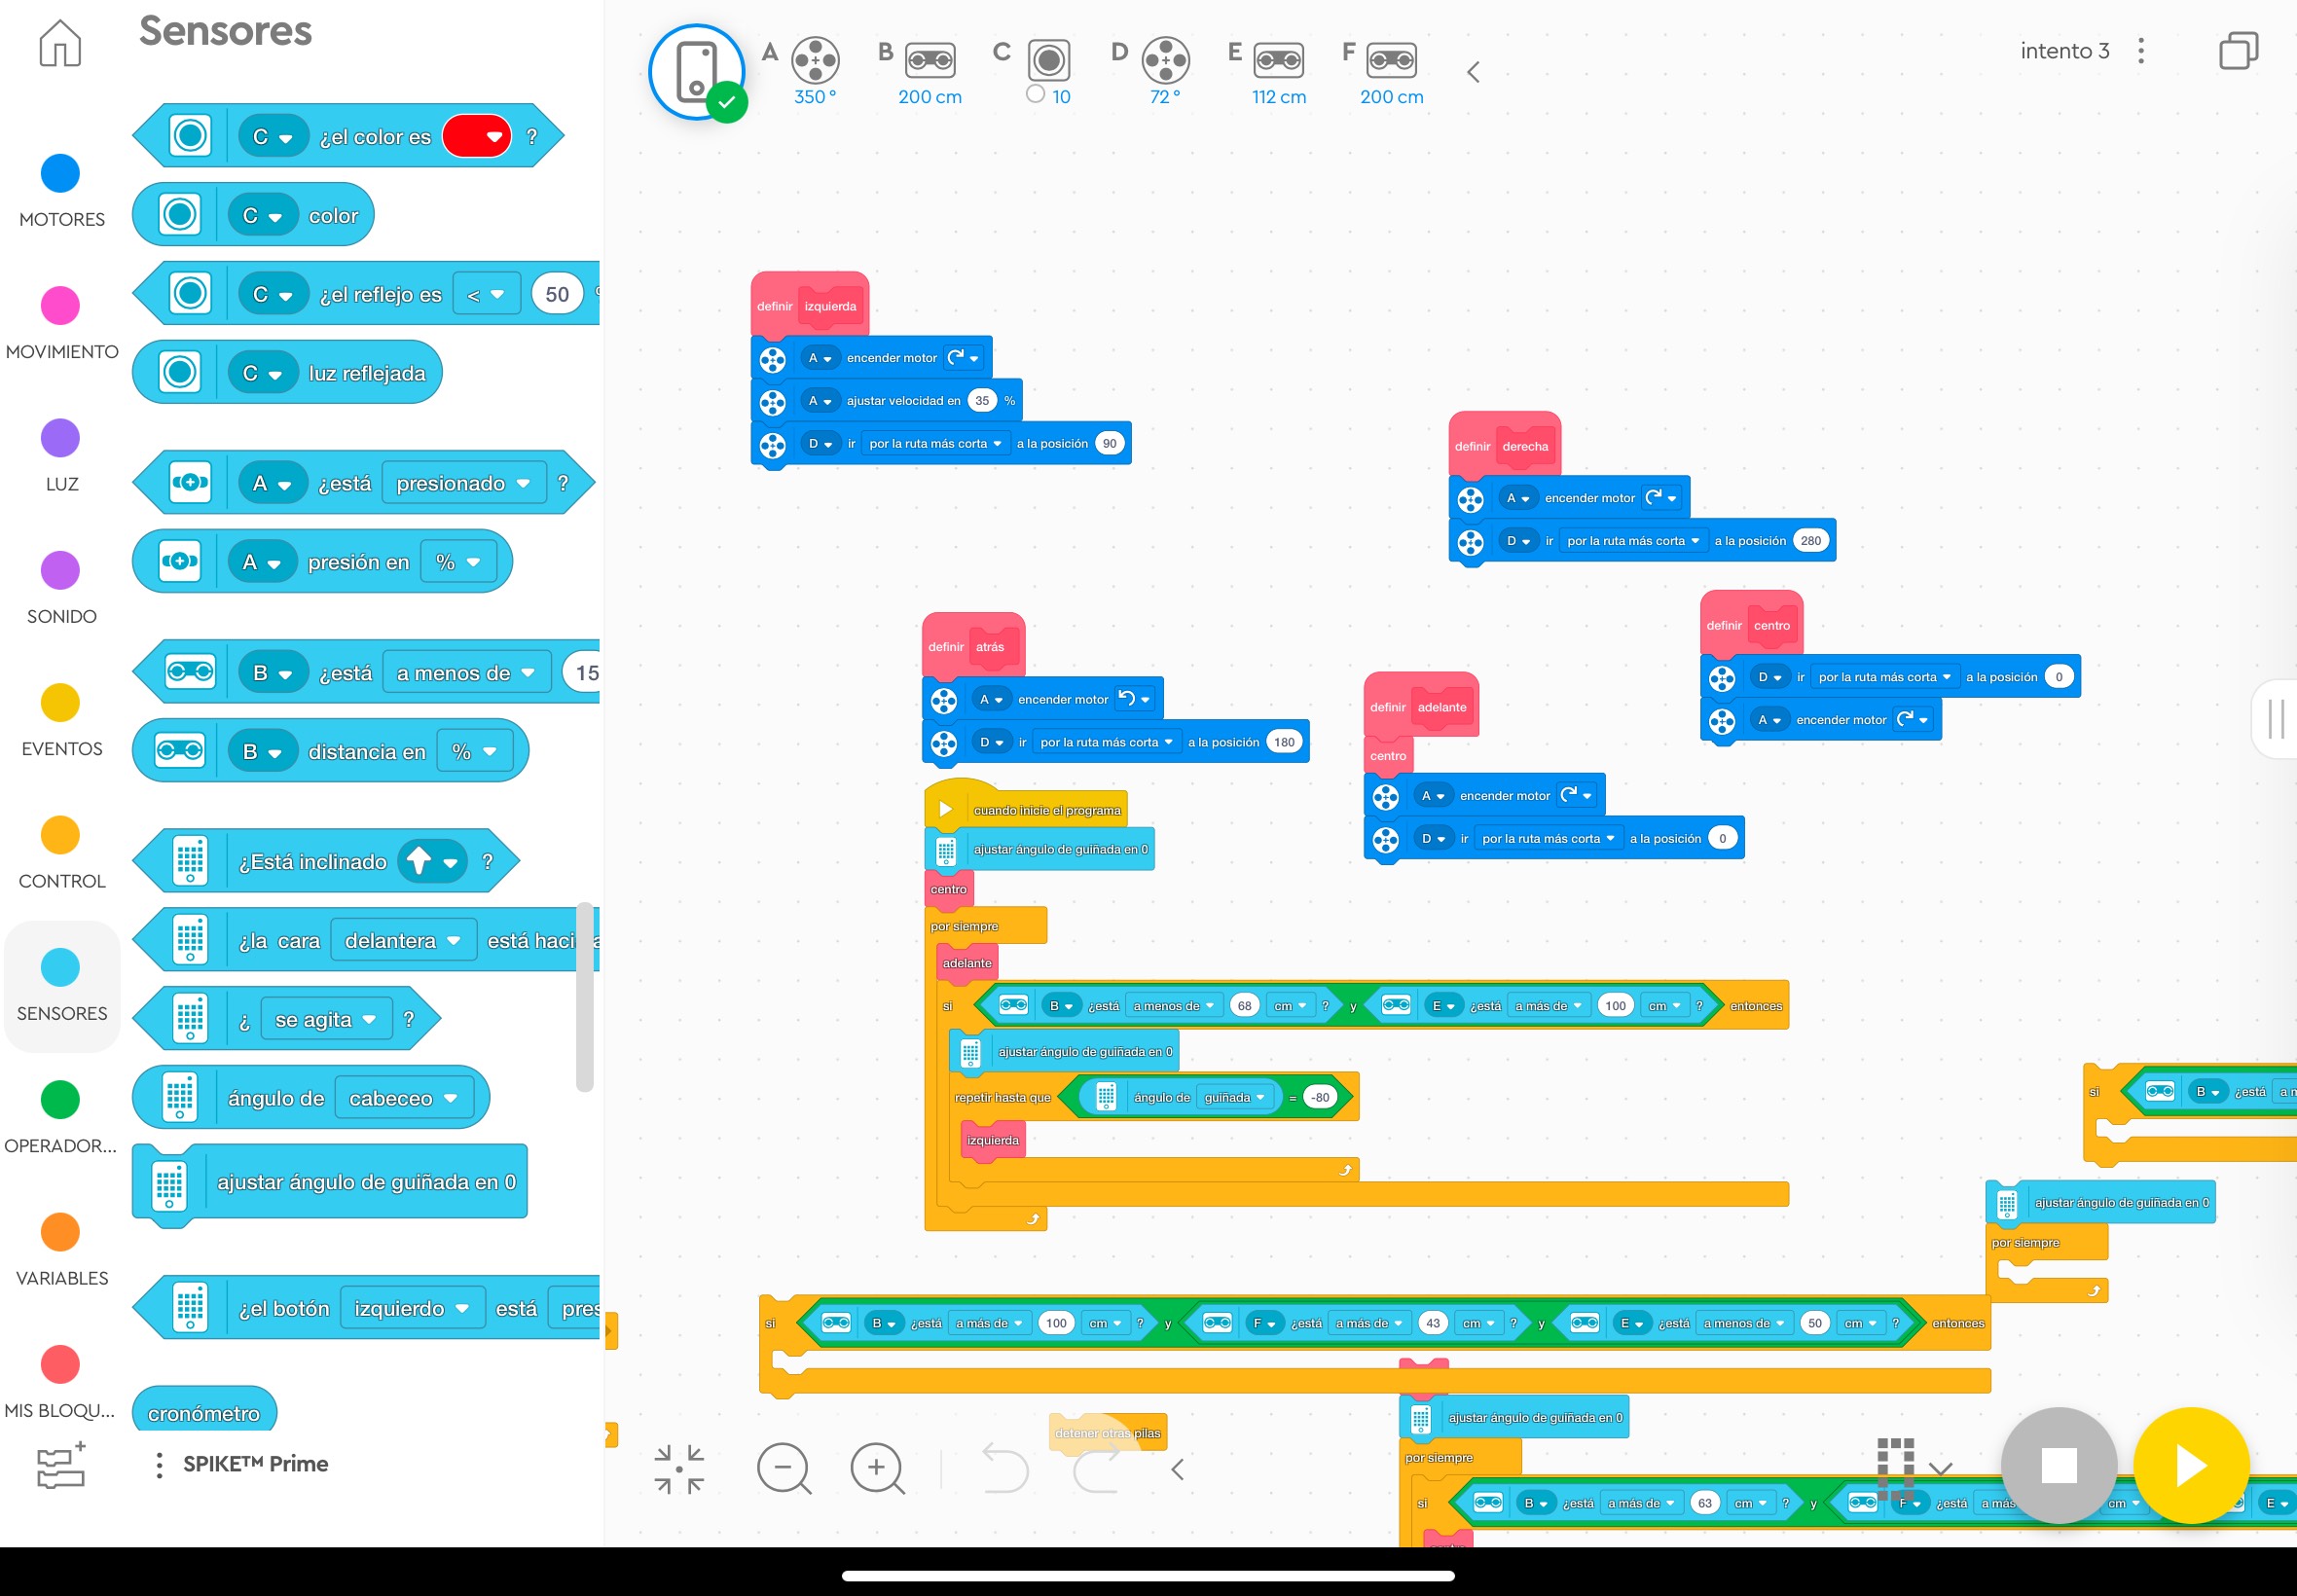 Sensores
C ¿el color es ?
C color
C ¿el reflejo es < 50
C luz reflejada
A ¿está presionado ?
A presión en %
B ¿está a menos de 15
B distancia en %
¿Está inclinado ?
¿la cara delantera está haci
¿ se agita ?
ángulo de cabeceo
ajustar ángulo de guiñada en 0
¿el botón izquierdo está pres
cronómetro
MOTORES
MOVIMIENTO
LUZ
SONIDO
EVENTOS
CONTROL
SENSORES
OPERADOR...
VARIABLES
MIS BLOQU...
SPIKE™ Prime
A 350° B 200 cm C 10 D 72° E 112 cm F 200 cm
intento 3
definir izquierda
A encender motor
A ajustar velocidad en 35 %
D ir por la ruta más corta a la posición 90
definir derecha
A encender motor
D ir por la ruta más corta a la posición 280
definir centro
D ir por la ruta más corta a la posición 0
A encender motor
definir atrás
A encender motor
D ir por la ruta más corta a la posición 180
definir adelante
centro
A encender motor
D ir por la ruta más corta a la posición 0
cuando inicie el programa
ajustar ángulo de guiñada en 0
centro
por siempre
adelante
si B ¿está a menos de 68 cm ? y E ¿está a más de 100 cm ? entonces
ajustar ángulo de guiñada en 0
repetir hasta que ángulo de guiñada = -80
izquierda
si B ¿está
ajustar ángulo de guiñada en 0
por siempre
si B ¿está a más de 100 cm ? y F ¿está a más de 43 cm ? y E ¿está a menos de 50 cm ? entonces
detener otras pilas
ajustar ángulo de guiñada en 0
por siempre
si B ¿está a más de 63 cm ? y F ¿está a más cm E